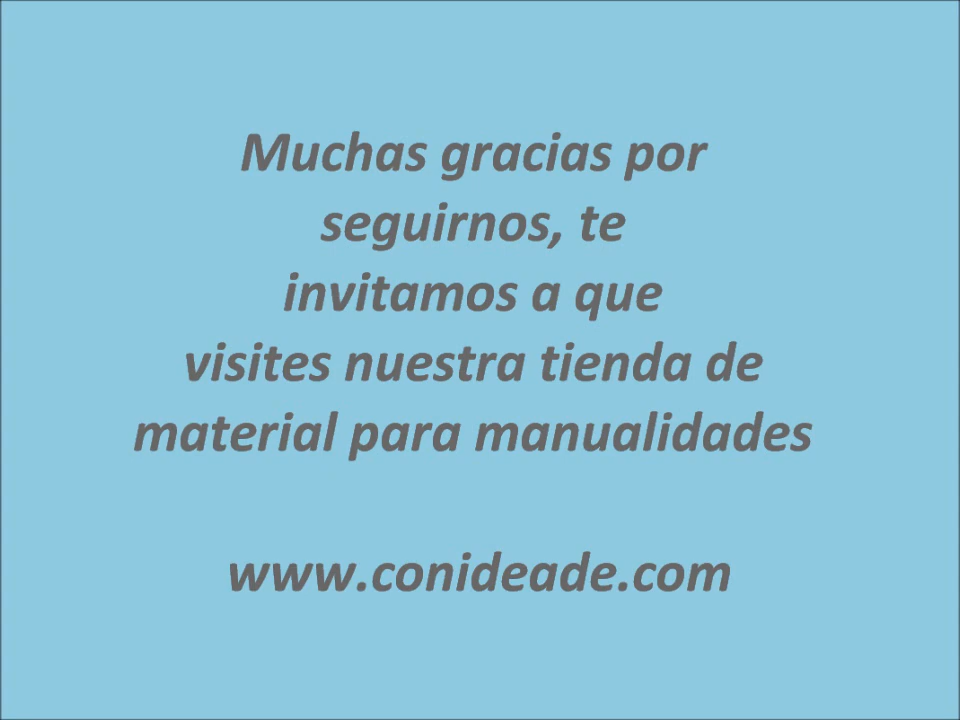 Muchas gracias por
seguirnos, te
invitamos a que
visites nuestra tienda de
material para manualidades
www.conideade.com